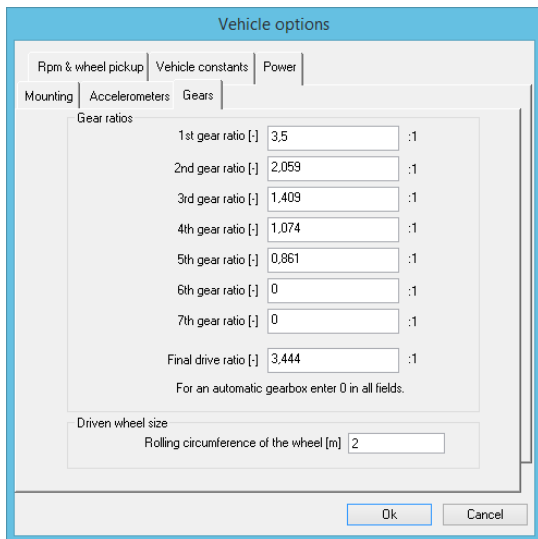 Vehicle options
Rpm & wheel pickup Vehicle constants Power
Mounting Accelerometers Gears
Gear ratios
1st gear ratio [-] 3,5 :1
2nd gear ratio [-] 2,059 :1
3rd gear ratio [-] 1,409 :1
4th gear ratio [-] 1,074 :1
5th gear ratio [-] 0,861 :1
6th gear ratio [-] 0 :1
7th gear ratio [-] 0 :1
Final drive ratio [-] 3,444 :1
For an automatic gearbox enter 0 in all fields.
Driven wheel size
Rolling circumference of the wheel [m] 2
Ok Cancel